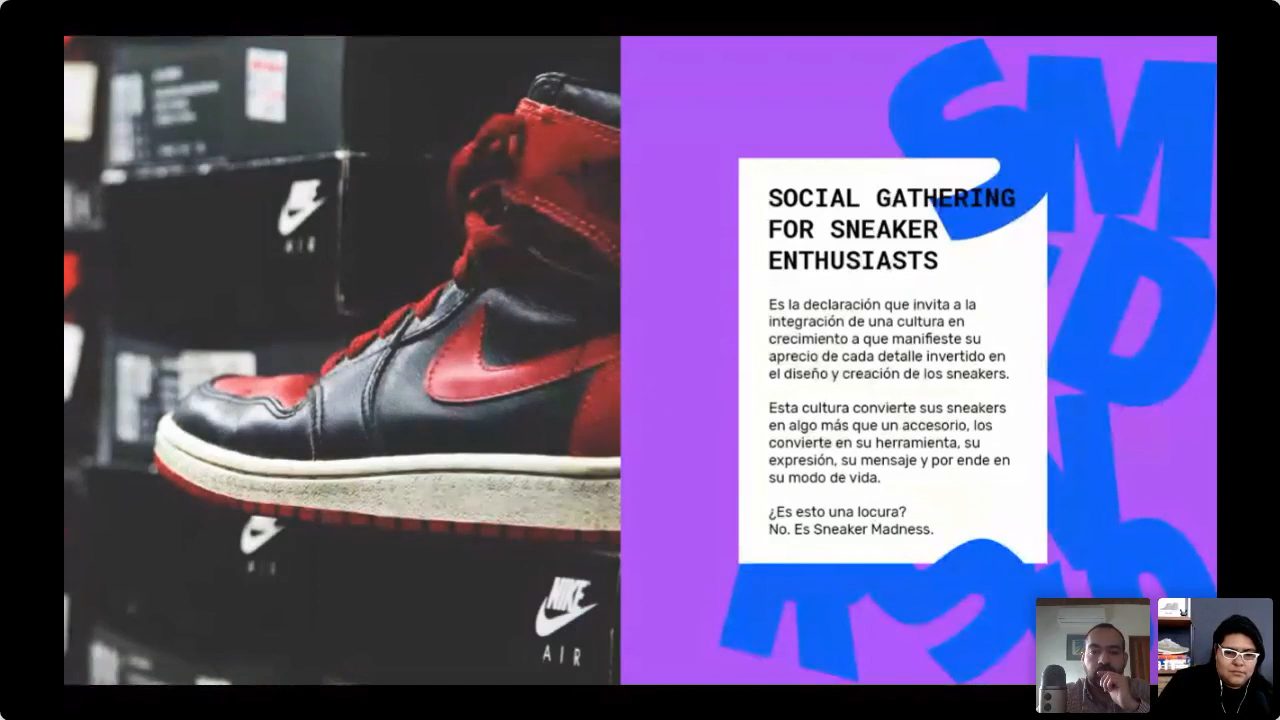 AIR
NIKE
AIR
SM
SOCIAL GATHERING
FOR SNEAKER
ENTHUSIASTS
Es la declaración que invita a la
integración de una cultura en
crecimiento a que manifieste su
aprecio de cada detalle invertido en
el diseño y creación de los sneakers.
Esta cultura convierte sus sneakers
en algo más que un accesorio, los
convierte en su herramienta, su
expresión, su mensaje y por ende en
su modo de vida.
¿Es esto una locura?
No. Es Sneaker Madness.